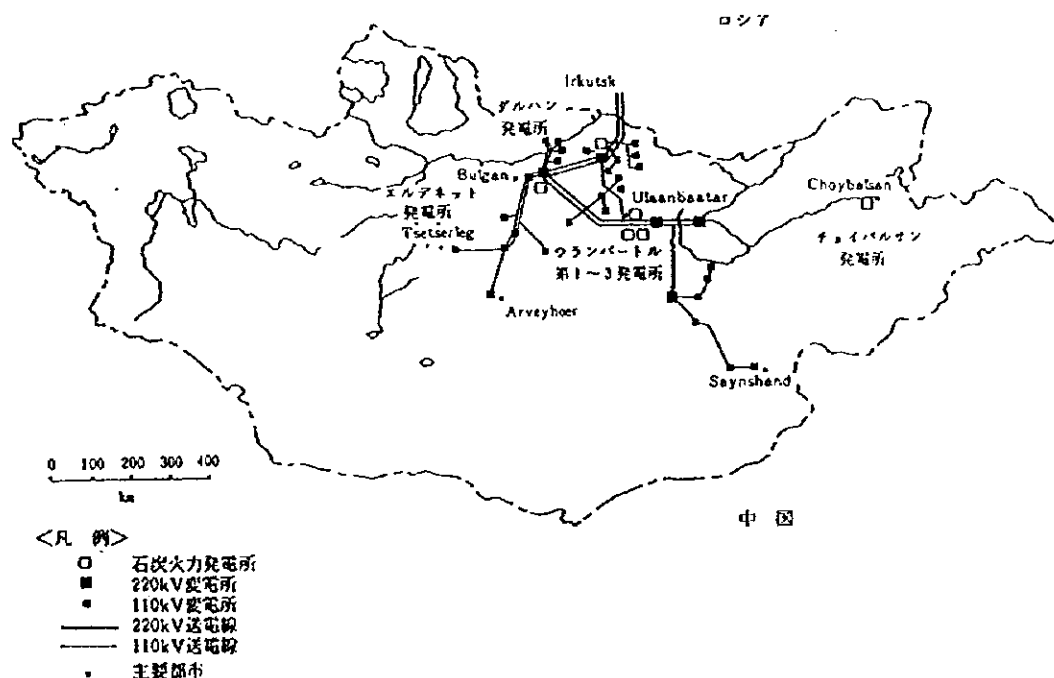 ロシア
Irkutsk
ダルハン
発電所
Bulgan
エルデネット
発電所
Tsetserleg
Ulaanbaatar
Choybalsan
チョイバルサン
発電所
ウランバートル
第1～3発電所
Arveyheer
Saynshand
0 100 200 300 400
km
中国
<凡 例>
石炭火力発電所
220kV変電所
110kV変電所
220kV送電線
110kV送電線
主要都市